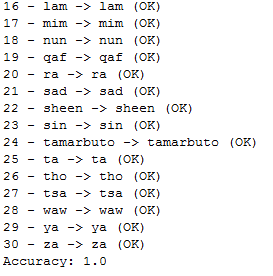 16 - lam -> lam (OK)
17 - mim -> mim (OK)
18 - nun -> nun (OK)
19 - qaf -> qaf (OK)
20 - ra -> ra (OK)
21 - sad -> sad (OK)
22 - sheen -> sheen (OK)
23 - sin -> sin (OK)
24 - tamarbuto -> tamarbuto (OK)
25 - ta -> ta (OK)
26 - tho -> tho (OK)
27 - tsa -> tsa (OK)
28 - waw -> waw (OK)
29 - ya -> ya (OK)
30 - za -> za (OK)
Accuracy: 1.0